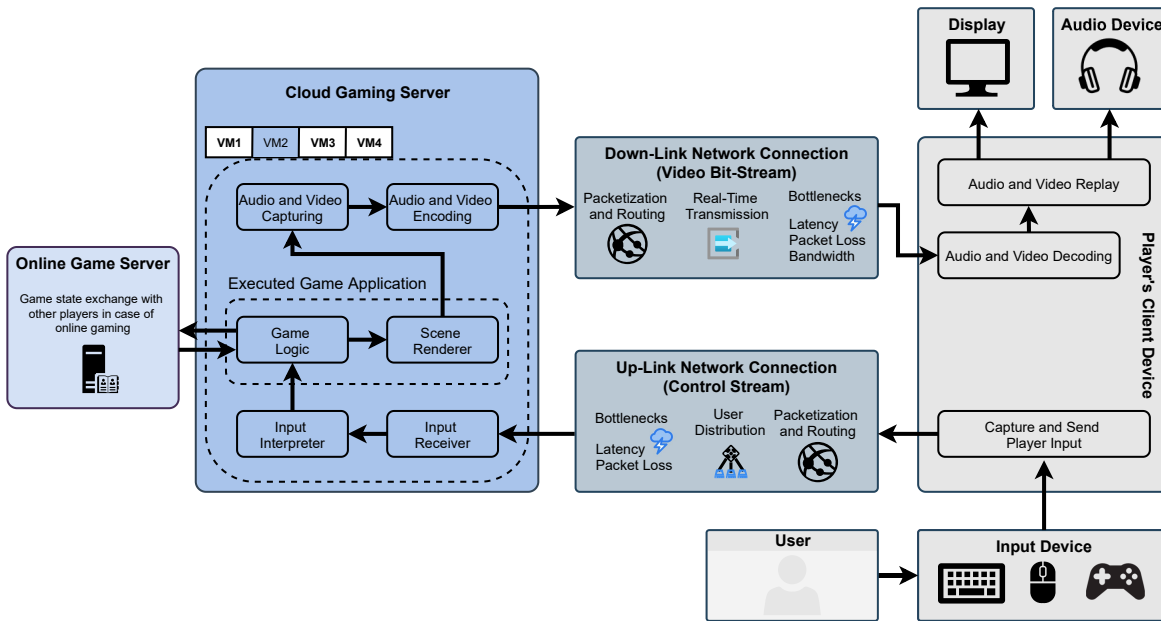 Display
Audio Device
Cloud Gaming Server
VM1
VM2
VM3
VM4
Audio and Video
Capturing
Audio and Video
Encoding
Executed Game Application
Game
Logic
Scene
Renderer
Input
Interpreter
Input
Receiver
Online Game Server
Game state exchange with
other players in case of
online gaming
Down-Link Network Connection
(Video Bit-Stream)
Packetization
and Routing
Real-Time
Transmission
Bottlenecks
Latency
Packet Loss
Bandwidth
Up-Link Network Connection
(Control Stream)
Bottlenecks
Latency
Packet Loss
User
Distribution
Packetization
and Routing
Audio and Video Replay
Audio and Video Decoding
Player's Client Device
Capture and Send
Player Input
User
Input Device